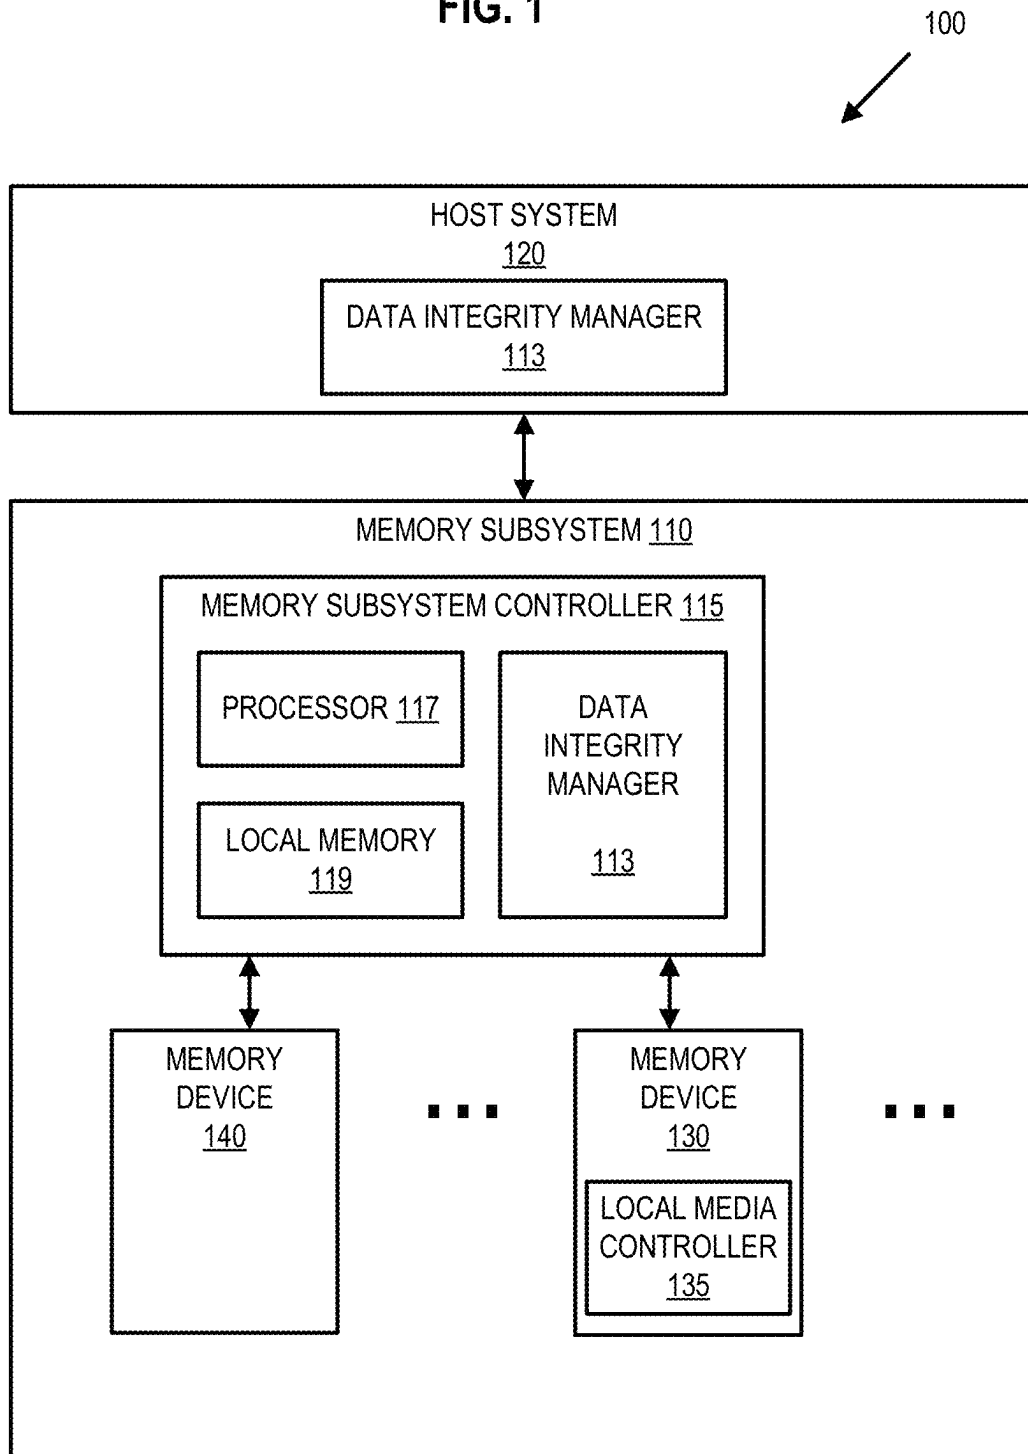 FIG. 1
100
HOST SYSTEM
120
DATA INTEGRITY MANAGER
113
MEMORY SUBSYSTEM 110
MEMORY SUBSYSTEM CONTROLLER 115
PROCESSOR 117
LOCAL MEMORY
119
DATA
INTEGRITY
MANAGER
113
MEMORY
DEVICE
140
MEMORY
DEVICE
130
LOCAL MEDIA
CONTROLLER
135